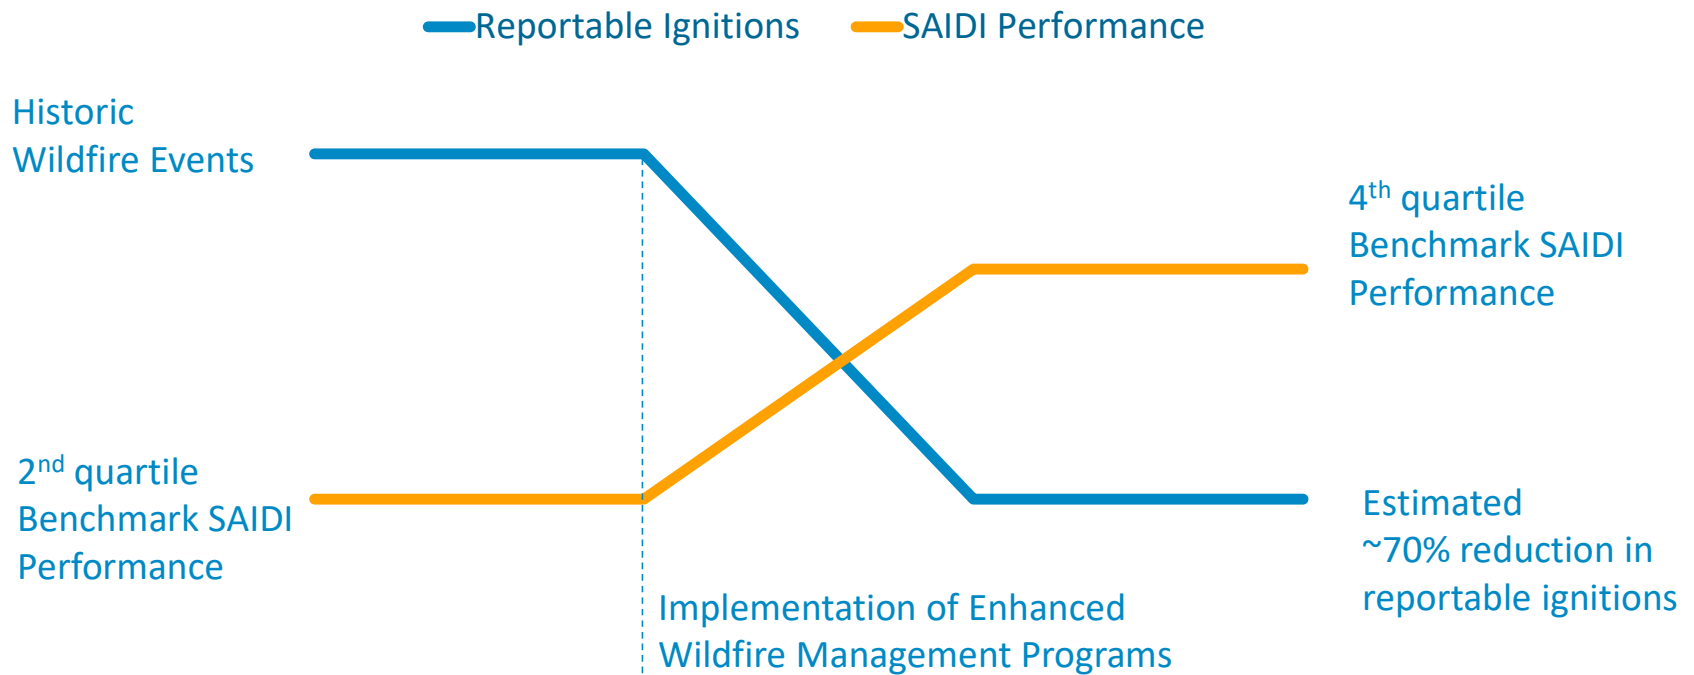 Reportable Ignitions
SAIDI Performance
Historic
Wildfire Events
4th quartile
Benchmark SAIDI
Performance
2nd quartile
Benchmark SAIDI
Performance
Estimated
~70% reduction in
reportable ignitions
Implementation of Enhanced
Wildfire Management Programs